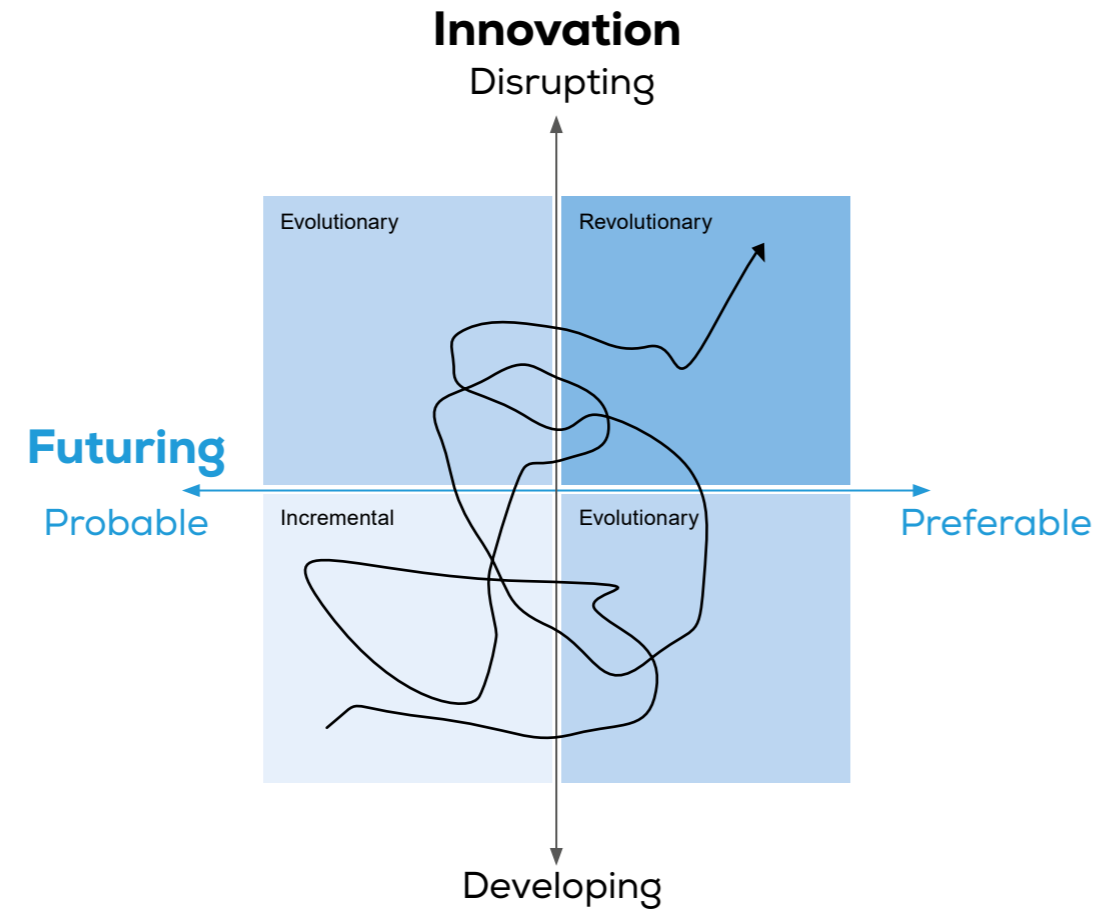 Innovation
Disrupting
Evolutionary
Revolutionary
Futuring
Probable
Preferable
Incremental
Evolutionary
Developing